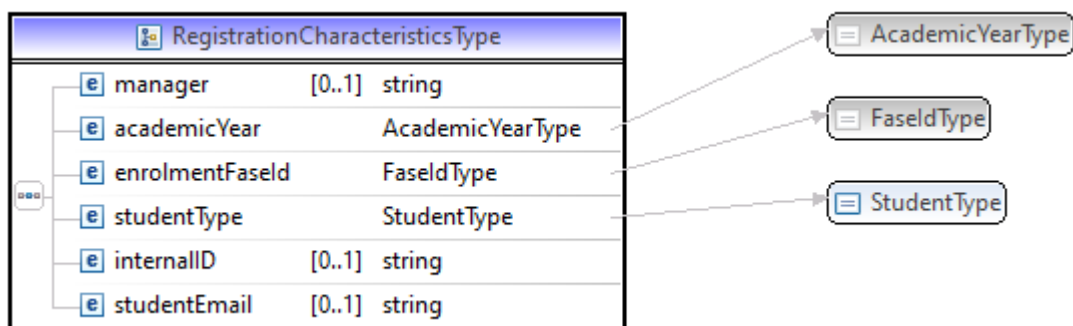 RegistrationCharacteristicsType
manager [0..1] string
academicYear AcademicYearType
enrolmentFaseId FaseIdType
studentType StudentType
internalID [0..1] string
studentEmail [0..1] string
AcademicYearType
FaseIdType
StudentType